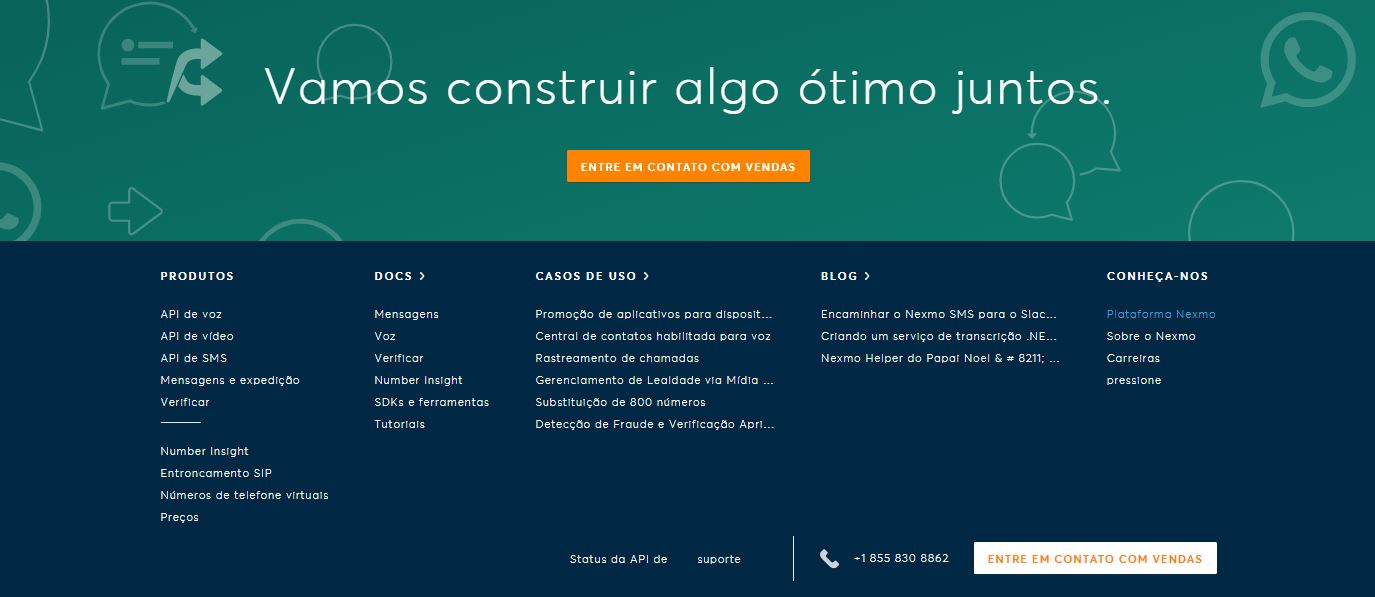 Vamos construir algo ótimo juntos.
ENTRE EM CONTATO COM VENDAS
PRODUTOS
API de voz
API de vídeo
API de SMS
Mensagens e expedição
Verificar
Number Insight
Entroncamento SIP
Números de telefone virtuais
Preços
DOCS >
Mensagens
Voz
Verificar
Number Insight
SDKs e ferramentas
Tutoriais
CASOS DE USO >
Promoção de aplicativos para disposit...
Central de contatos habilitada para voz
Rastreamento de chamadas
Gerenciamento de Lealdade via Mídia ...
Substituição de 800 números
Detecção de Fraude e Verificação Apri...
BLOG >
Encaminhar o Nexmo SMS para o Slac...
Criando um serviço de transcrição .NE...
Nexmo Helper do Papai Noel & # 8211; ...
CONHEÇA-NOS
Plataforma Nexmo
Sobre o Nexmo
Carreiras
pressione
Status da API de suporte
+1 855 830 8862
ENTRE EM CONTATO COM VENDAS